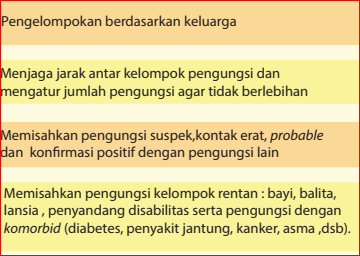 Pengelompokan berdasarkan keluarga
Menjaga jarak antar kelompok pengungsi dan
mengatur jumlah pengungsi agar tidak berlebihan
Memisahkan pengungsi suspek,kontak erat, probable
dan konfirmasi positif dengan pengungsi lain
Memisahkan pengungsi kelompok rentan : bayi, balita,
lansia , penyandang disabilitas serta pengungsi dengan
komorbid (diabetes, penyakit jantung, kanker, asma ,dsb).